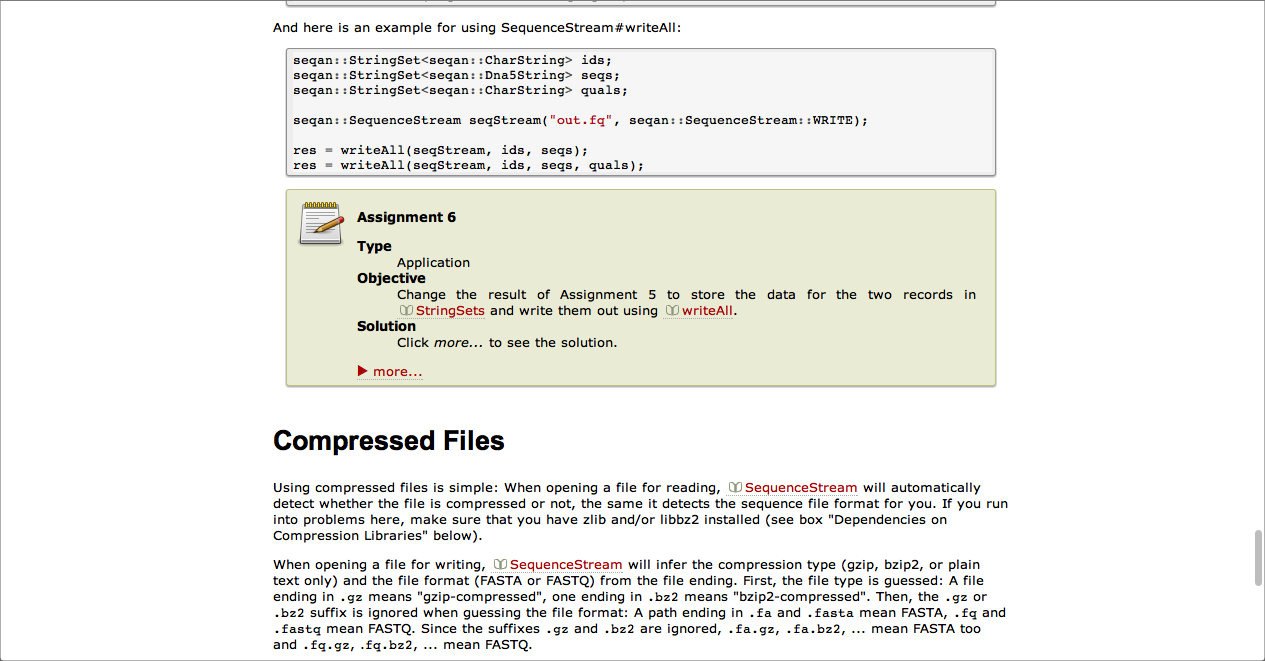 And here is an example for using SequenceStream#writeAll:
seqan::StringSet<seqan::CharString> ids;
seqan::StringSet<seqan::Dna5String> seqs;
seqan::StringSet<seqan::CharString> quals;
seqan::SequenceStream seqStream("out.fq", seqan::SequenceStream::WRITE);
res = writeAll(seqStream, ids, seqs);
res = writeAll(seqStream, ids, seqs, quals);
Assignment 6
Type
Application
Objective
Change the result of Assignment 5 to store the data for the two records in
StringSets and write them out using writeAll.
Solution
Click more... to see the solution.
more...
Compressed Files
Using compressed files is simple: When opening a file for reading, SequenceStream will automatically
detect whether the file is compressed or not, the same it detects the sequence file format for you. If you run
into problems here, make sure that you have zlib and/or libbz2 installed (see box "Dependencies on
Compression Libraries" below).
When opening a file for writing, SequenceStream will infer the compression type (gzip, bzip2, or plain
text only) and the file format (FASTA or FASTQ) from the file ending. First, the file type is guessed: A file
ending in .gz means "gzip-compressed", one ending in .bz2 means "bzip2-compressed". Then, the .gz or
.bz2 suffix is ignored when guessing the file format: A path ending in .fa and .fasta mean FASTA, .fq and
.fastq mean FASTQ. Since the suffixes .gz and .bz2 are ignored, .fa.gz, .fa.bz2, ... mean FASTA too
and .fq.gz, .fq.bz2, ... mean FASTQ.